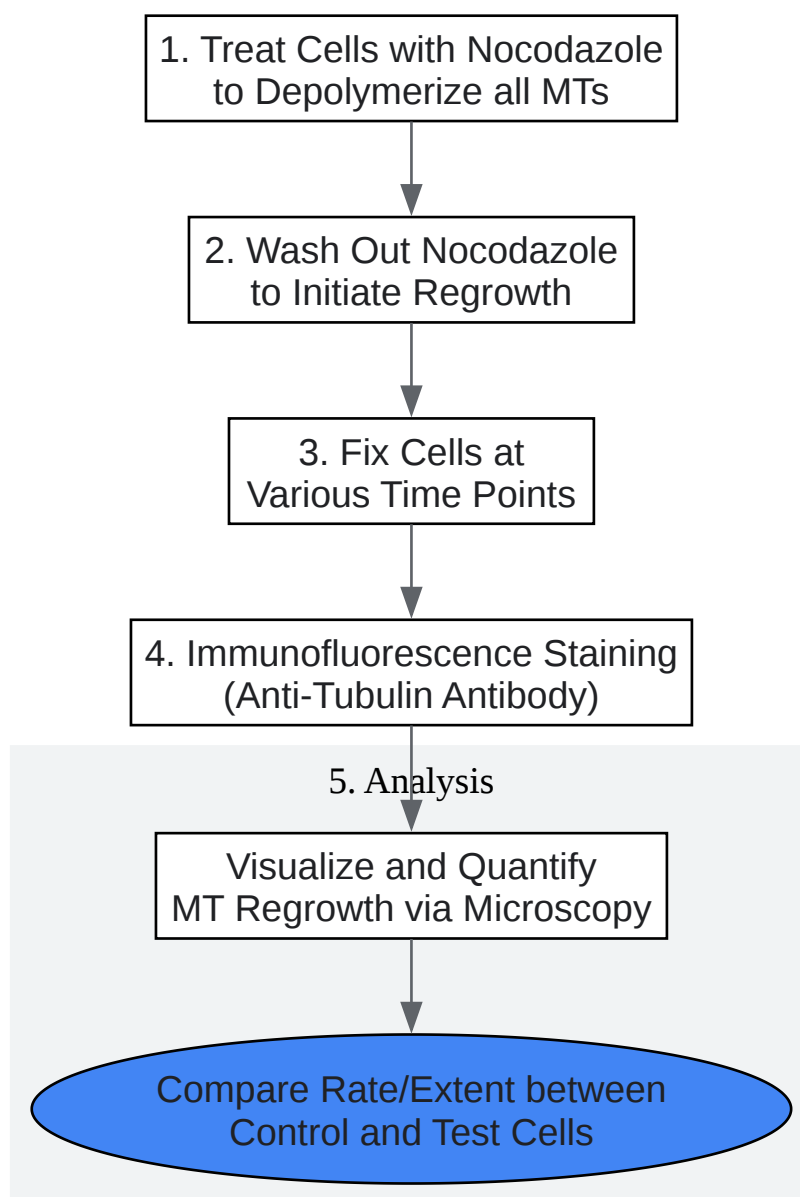 1. Treat Cells with Nocodazole
to Depolymerize all MTs
2. Wash Out Nocodazole
to Initiate Regrowth
3. Fix Cells at
Various Time Points
4. Immunofluorescence Staining
(Anti-Tubulin Antibody)
5. Analysis
Visualize and Quantify
MT Regrowth via Microscopy
Compare Rate/Extent between
Control and Test Cells